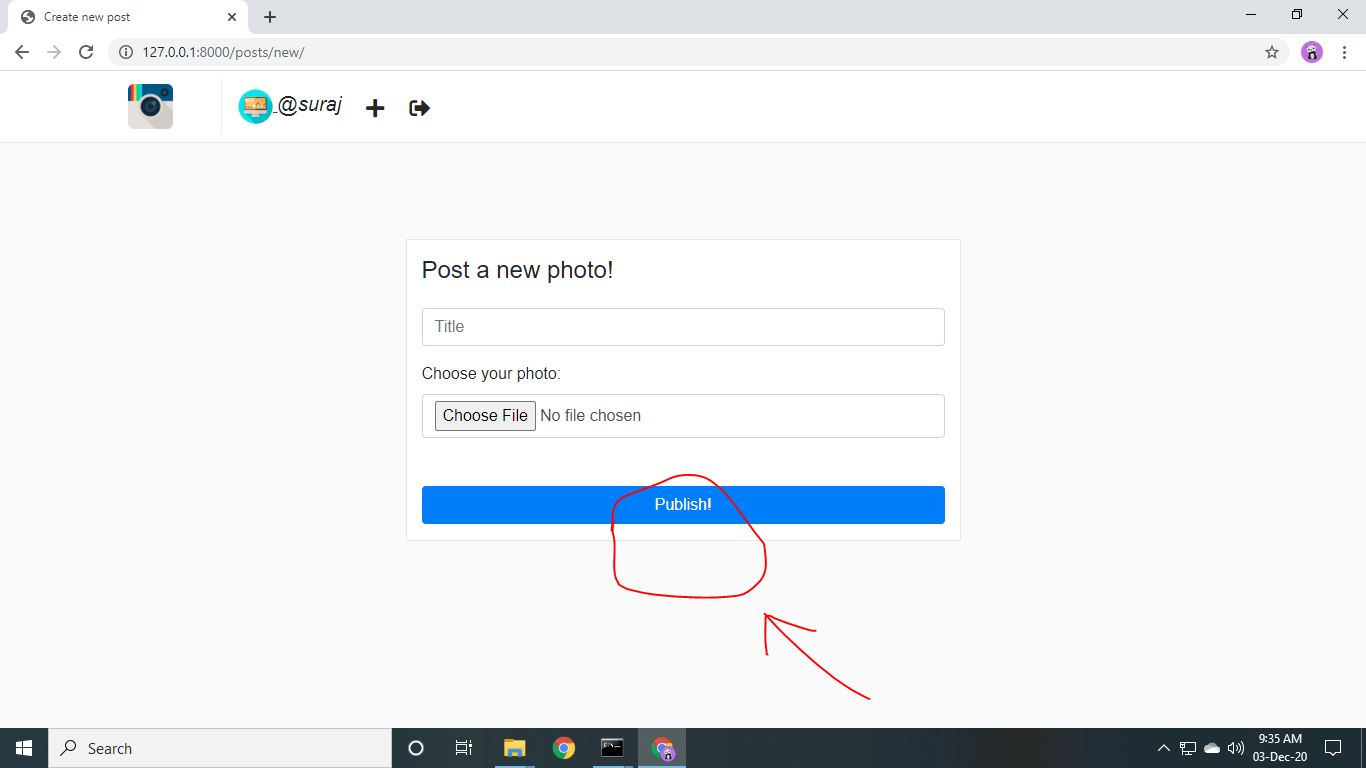 Create new post
127.0.0.1:8000/posts/new/
@suraj
Post a new photo!
Title
Choose your photo:
Choose File No file chosen
Publish!
Search
9:35 AM
03-Dec-20